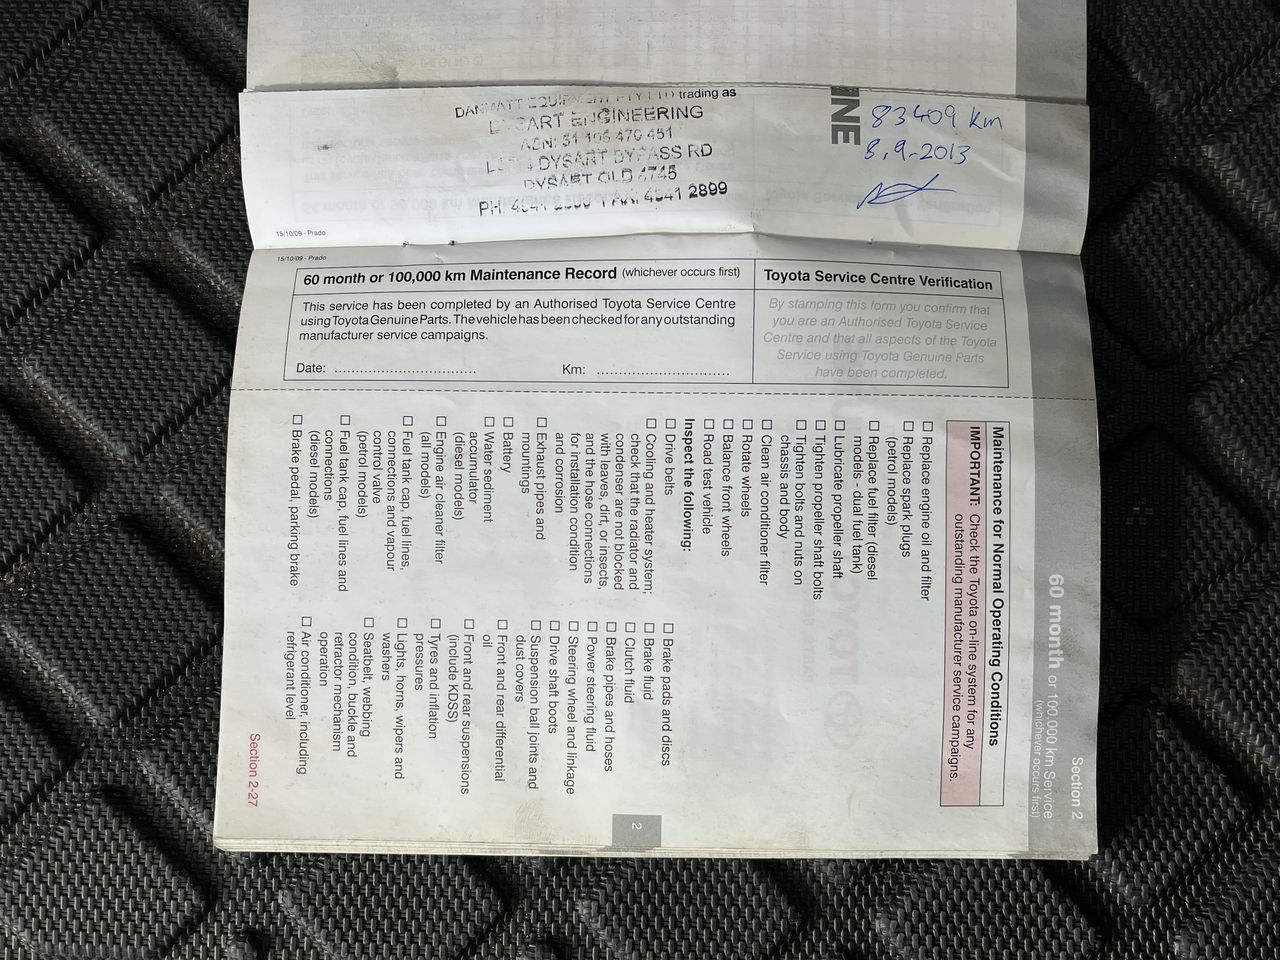 DANMATT EQUIPMENT PTY LTD trading as
DYSART ENGINEERING
ACN: 51 106 470 451
DYSART BYPASS RD
DYSART QLD 4745
PH: FAX: 4941 2899
INE
83409 km
8.9-2013
15/10/09 - Prado
15/10/09 - Prado
60 month or 100,000 km Maintenance Record (whichever occurs first)
This service has been completed by an Authorised Toyota Service Centre
using Toyota Genuine Parts. The vehicle has been checked for any outstanding
manufacturer service campaigns.
Date: ................................. Km: ...............................
Toyota Service Centre Verification
By stamping this form you confirm that
you are an Authorised Toyota Service
Centre and that all aspects of the Toyota
Service using Toyota Genuine Parts
have been completed.
Section 2
60 month or 100,000 km Service
(whichever occurs first)
Maintenance for Normal Operating Conditions
IMPORTANT: Check the Toyota on-line system for any
outstanding manufacturer service campaigns.
☐ Replace engine oil and filter
☐ Replace spark plugs
(petrol models)
☐ Replace fuel filter (diesel
models - dual fuel tank)
☐ Lubricate propeller shaft
☐ Tighten propeller shaft bolts
☐ Tighten bolts and nuts on
chassis and body
☐ Clean air conditioner filter
☐ Rotate wheels
☐ Balance front wheels
☐ Road test vehicle
Inspect the following:
☐ Drive belts
☐ Cooling and heater system;
check that the radiator and
condenser are not blocked
with leaves, dirt, or insects,
and the hose connections
for installation condition
and corrosion
☐ Exhaust pipes and
mountings
☐ Battery
☐ Water sediment
accumulator
(diesel models)
☐ Engine air cleaner filter
(all models)
☐ Fuel tank cap, fuel lines,
connections and vapour
control valve
(petrol models)
☐ Fuel tank cap, fuel lines and
connections
(diesel models)
☐ Brake pedal, parking brake
☐ Brake pads and discs
☐ Brake fluid
☐ Clutch fluid
☐ Brake pipes and hoses
☐ Power steering fluid
☐ Steering wheel and linkage
☐ Drive shaft boots
☐ Suspension ball joints and
dust covers
☐ Front and rear differential
oil
☐ Front and rear suspensions
(include KDSS)
☐ Tyres and inflation
pressures
☐ Lights, horns, wipers and
washers
☐ Seatbelt, webbing
condition, buckle and
retractor mechanism
operation
☐ Air conditioner, including
refrigerant level
2
Section 2-27